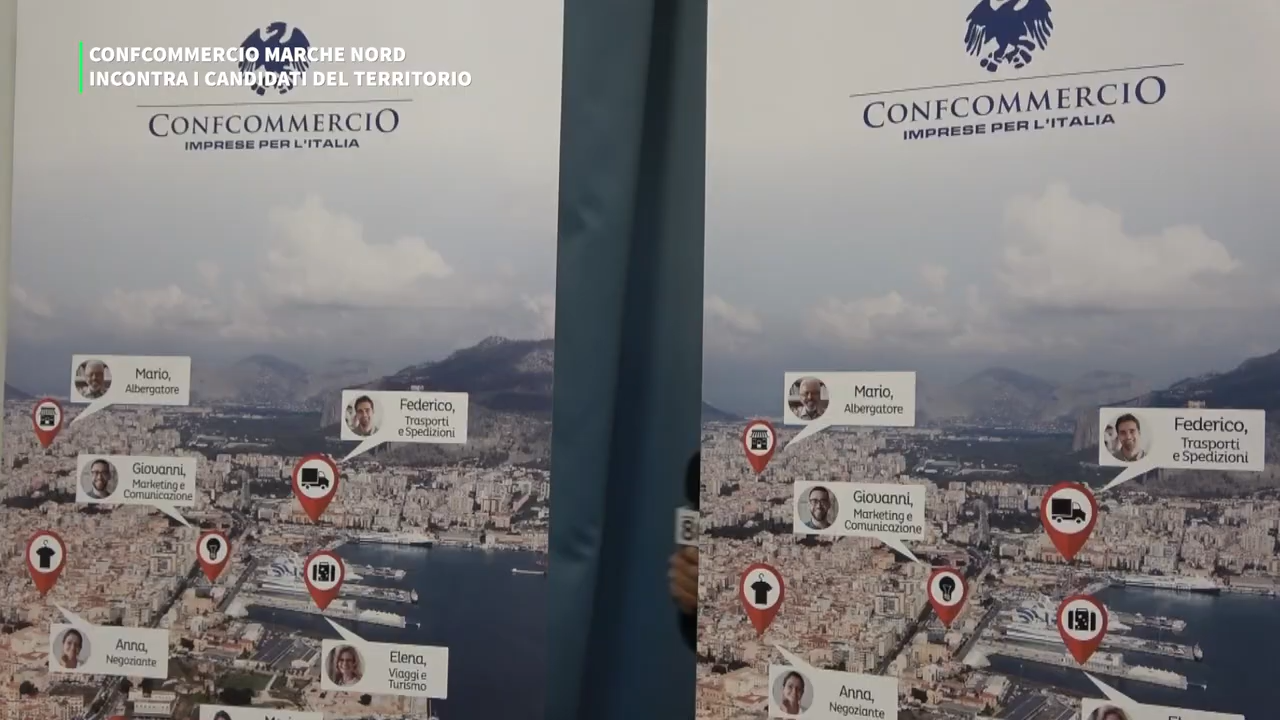 CONFCOMMERCIO MARCHE NORD
INCONTRA I CANDIDATI DEL TERRITORIO
CONFCOMMERCIO
IMPRESE PER L'ITALIA
Mario,
Albergatore
Federico,
Trasporti
e Spedizioni
Giovanni,
Marketing e
Comunicazione
Anna,
Negoziante
Elena,
Viaggi e
Turismo
CONFCOMMERCIO
IMPRESE PER L'ITALIA
Mario,
Albergatore
Federico,
Trasporti
e Spedizioni
Giovanni,
Marketing e
Comunicazione
Anna,
Negoziante